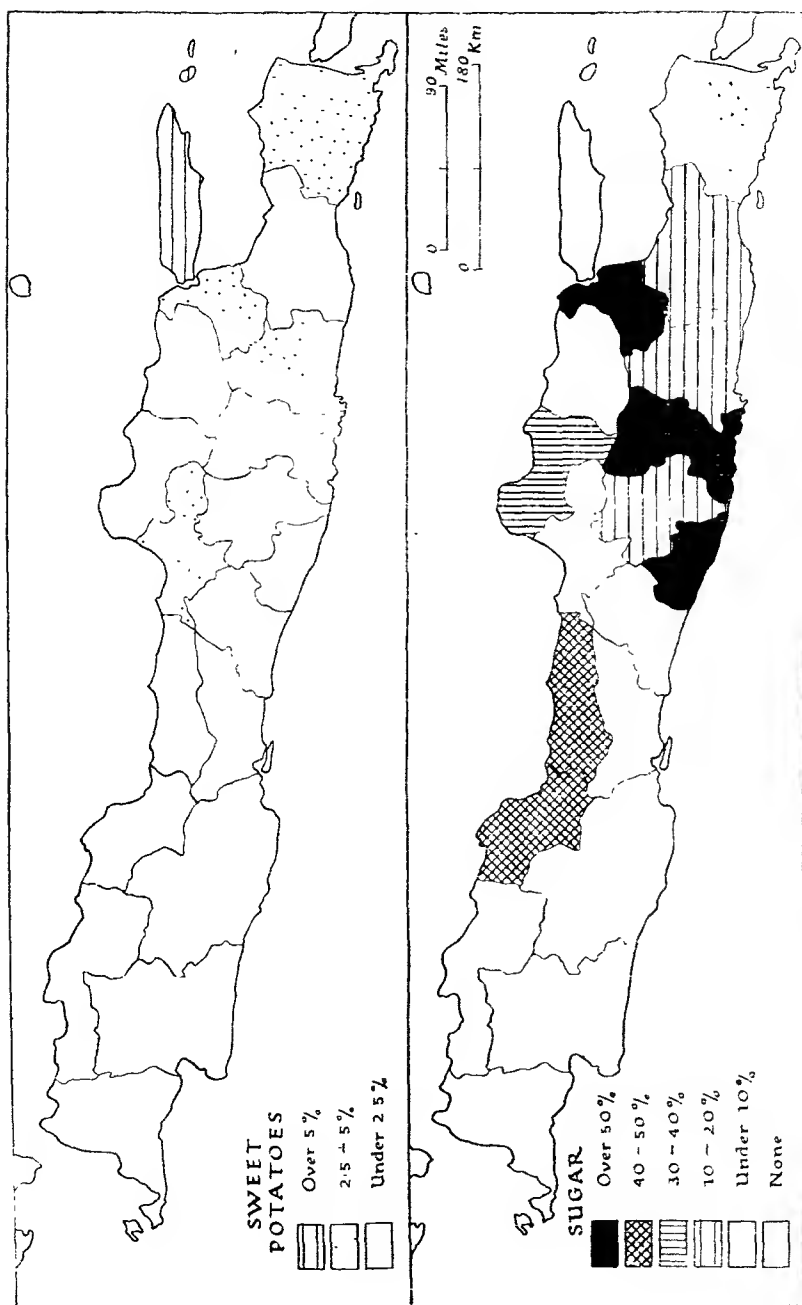 SWEET
POTATOES
Over 5%
2·5 - 5%
Under 2 5%
0 90 Miles
0 180 Km
SUGAR
Over 50%
40 - 50%
30 - 40%
10 - 20%
Under 10%
None